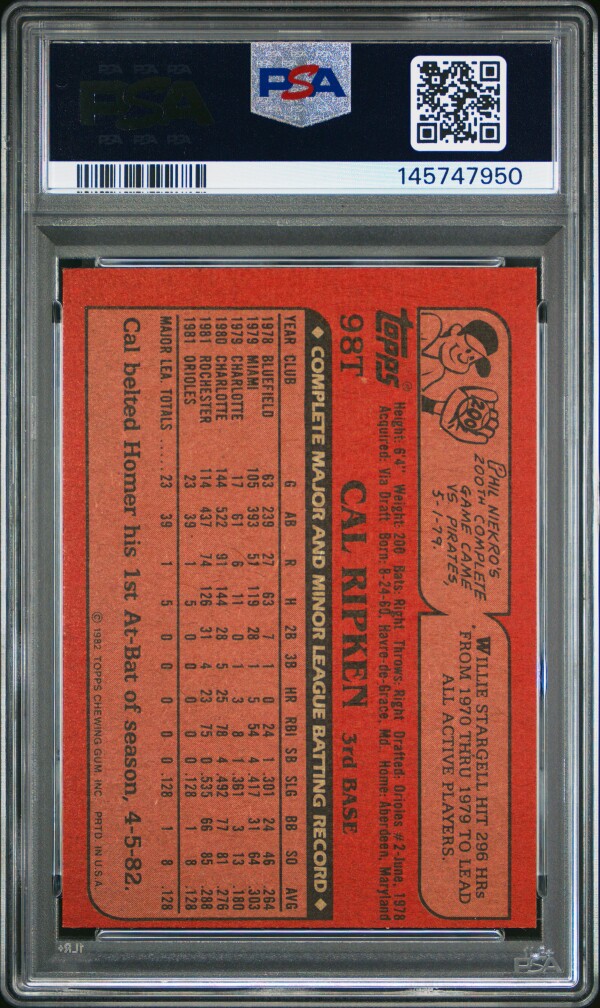 PSA
145747950
PHIL NIEKRO'S
200TH COMPLETE
GAME CAME
VS. PIRATES,
5-1-79.
200!
WILLIE STARGELL HIT 296 HRs
FROM 1970 THRU 1979 TO LEAD
ALL ACTIVE PLAYERS.
topps®
98T
Height: 6'4" Weight: 200 Bats: Right Throws: Right Drafted: Orioles #2-June, 1978
Acquired: Via Draft Born: 8-24-60, Havre-de-Grace, Md. Home: Aberdeen, Maryland
CAL RIPKEN 3rd BASE
◆ COMPLETE MAJOR AND MINOR LEAGUE BATTING RECORD ◆
YEAR CLUB G AB R H 2B 3B HR RBI SB SLG BB SO AVG
1978 BLUEFIELD 63 239 27 63 7 1 0 24 1 .301 24 46 .264
1979 MIAMI 105 393 57 119 28 1 5 54 4 .417 31 64 .303
1979 CHARLOTTE 17 61 6 11 0 1 3 8 1 .361 3 13 .180
1980 CHARLOTTE 144 522 91 144 28 5 25 78 4 .492 77 81 .276
1981 ROCHESTER 114 437 74 126 31 4 23 75 0 .535 66 85 .288
1981 ORIOLES 23 39 1 5 0 0 0 0 0 .128 1 8 .128
MAJOR LEA. TOTALS ..... 23 39 1 5 0 0 0 0 0 .128 1 8 .128
Cal belted Homer his 1st At-Bat of season, 4-5-82.
© 1982 TOPPS CHEWING GUM, INC. PRTD. IN U.S.A.
PSA